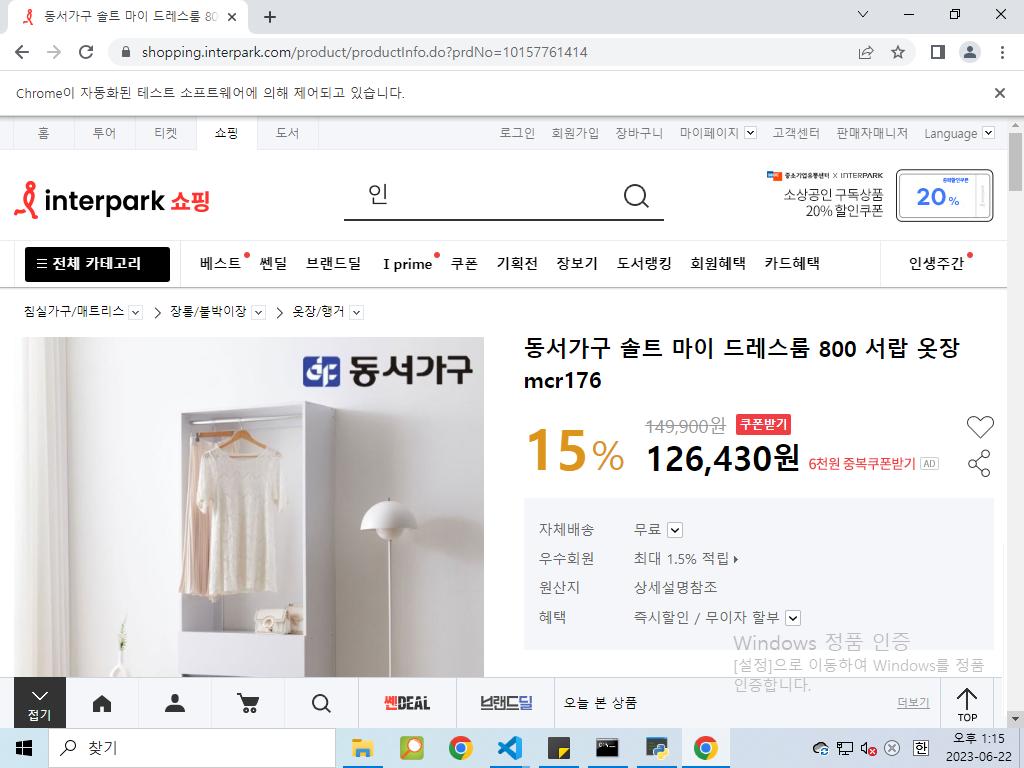 동서가구 솔트 마이 드레스룸 80
shopping.interpark.com/product/productInfo.do?prdNo=10157761414
Chrome이 자동화된 테스트 소프트웨어에 의해 제어되고 있습니다.
홈 투어 티켓 쇼핑 도서 로그인 회원가입 장바구니 마이페이지 고객센터 판매자매니저 Language
interpark 쇼핑
인
중소기업유통센터 X INTERPARK
소상공인 구독상품
20% 할인쿠폰
20%
전체 카테고리 베스트 쎈딜 브랜드딜 I prime 쿠폰 기획전 장보기 도서랭킹 회원혜택 카드혜택 인생주간
침실가구/매트리스 장롱/붙박이장 옷장/행거
동서가구
동서가구 솔트 마이 드레스룸 800 서랍 옷장
mcr176
15%
149,900원 쿠폰받기
126,430원 6천원 중복쿠폰받기 AD
자체배송 무료
우수회원 최대 1.5% 적립
원산지 상세설명참조
혜택 즉시할인 / 무이자 할부
Windows 정품 인증
[설정]으로 이동하여 Windows를 정품
인증합니다.
접기 쎈DEAL 브랜드딜 오늘 본 상품 더보기 TOP
찾기
한
오후 1:15
2023-06-22